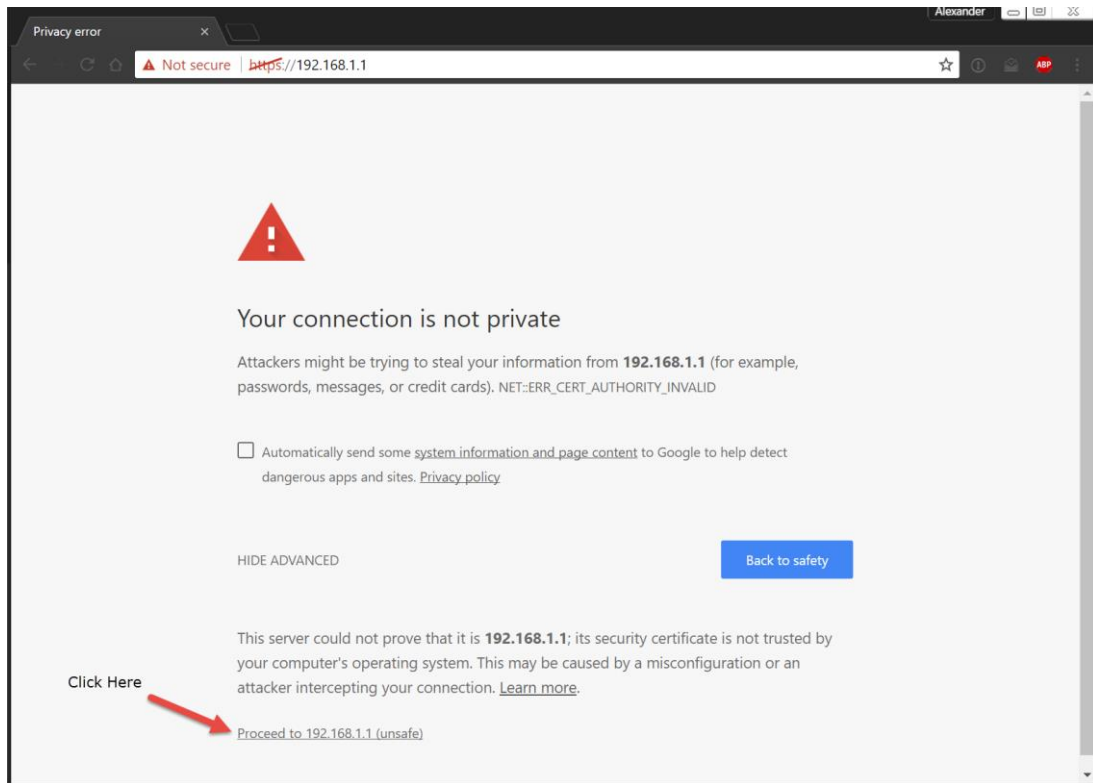 Alexander
Privacy error
Not secure https://192.168.1.1
ABP
Your connection is not private
Attackers might be trying to steal your information from 192.168.1.1 (for example,
passwords, messages, or credit cards). NET::ERR_CERT_AUTHORITY_INVALID
Automatically send some system information and page content to Google to help detect
dangerous apps and sites. Privacy policy
HIDE ADVANCED
Back to safety
This server could not prove that it is 192.168.1.1; its security certificate is not trusted by
your computer's operating system. This may be caused by a misconfiguration or an
attacker intercepting your connection. Learn more.
Click Here
Proceed to 192.168.1.1 (unsafe)